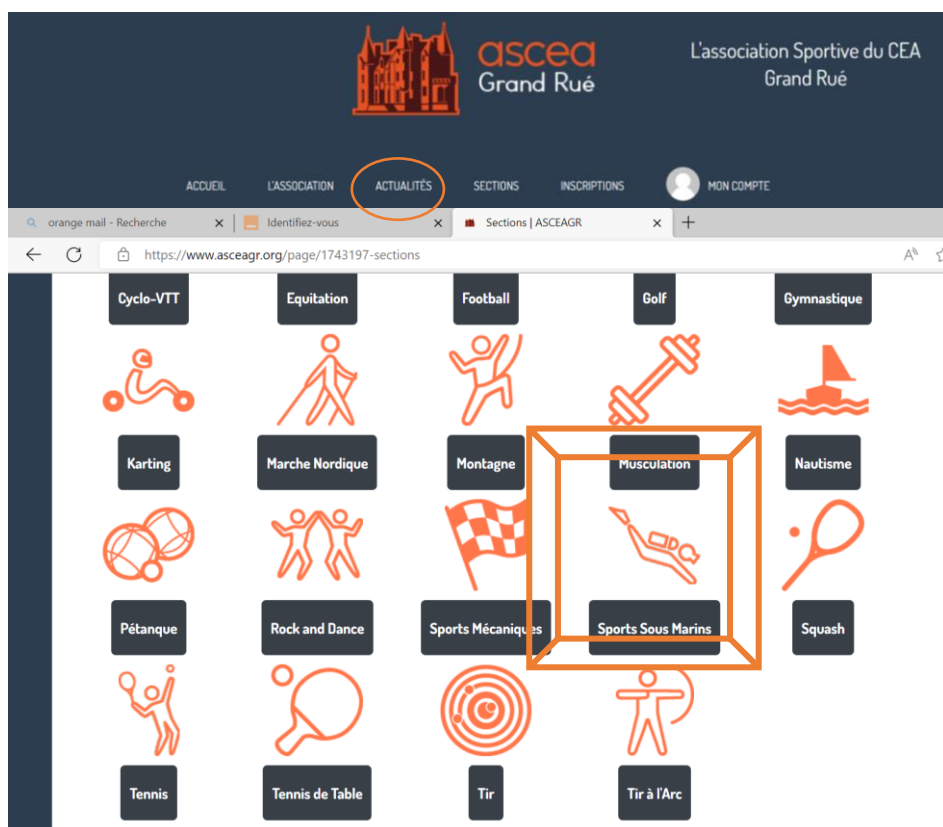 ascea
Grand Rué
L'association Sportive du CEA
Grand Rué
ACCUEIL L'ASSOCIATION ACTUALITÉS SECTIONS INSCRIPTIONS MON COMPTE
orange mail - Recherche Identifiez-vous Sections | ASCEAGR
https://www.asceagr.org/page/1743197-sections
Cyclo-VTT Equitation Football Golf Gymnastique
Karting Marche Nordique Montagne Musculation Nautisme
Pétanque Rock and Dance Sports Mécaniques Sports Sous Marins Squash
Tennis Tennis de Table Tir Tir à l'Arc